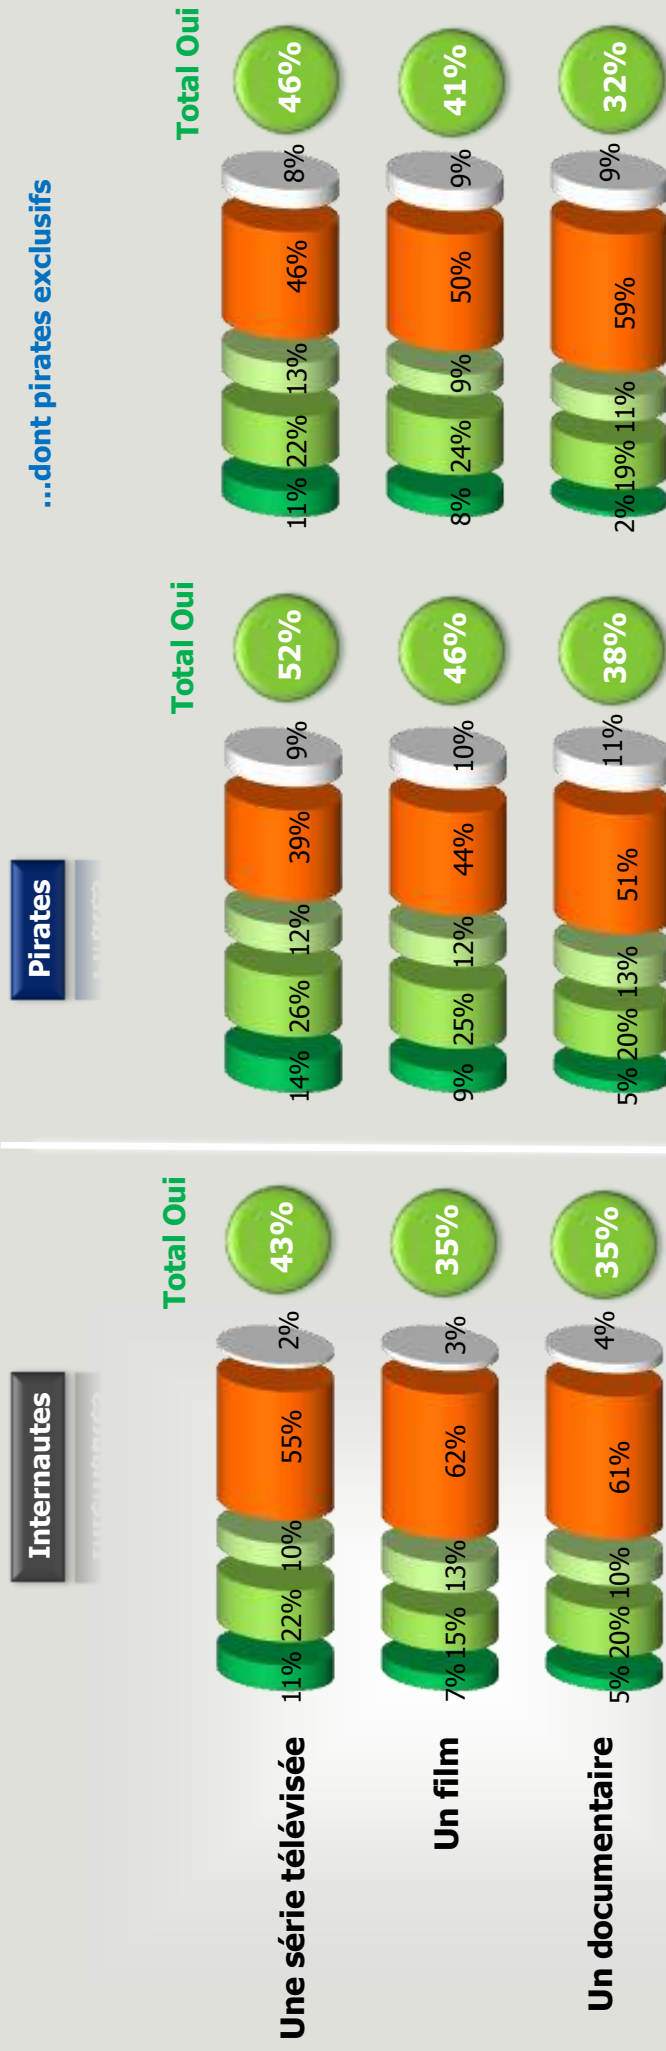 Internautes
Pirates
...dont pirates exclusifs
Total Oui
Total Oui
Total Oui
Une série télévisée
11% 22% 10% 55% 2% 43%
14% 26% 12% 39% 9% 52%
11% 22% 13% 46% 8% 46%
Un film
7% 15% 13% 62% 3% 35%
9% 25% 12% 44% 10% 46%
8% 24% 9% 50% 9% 41%
Un documentaire
5% 20% 10% 61% 4% 35%
5% 20% 13% 51% 11% 38%
2% 19% 11% 59% 9% 32%